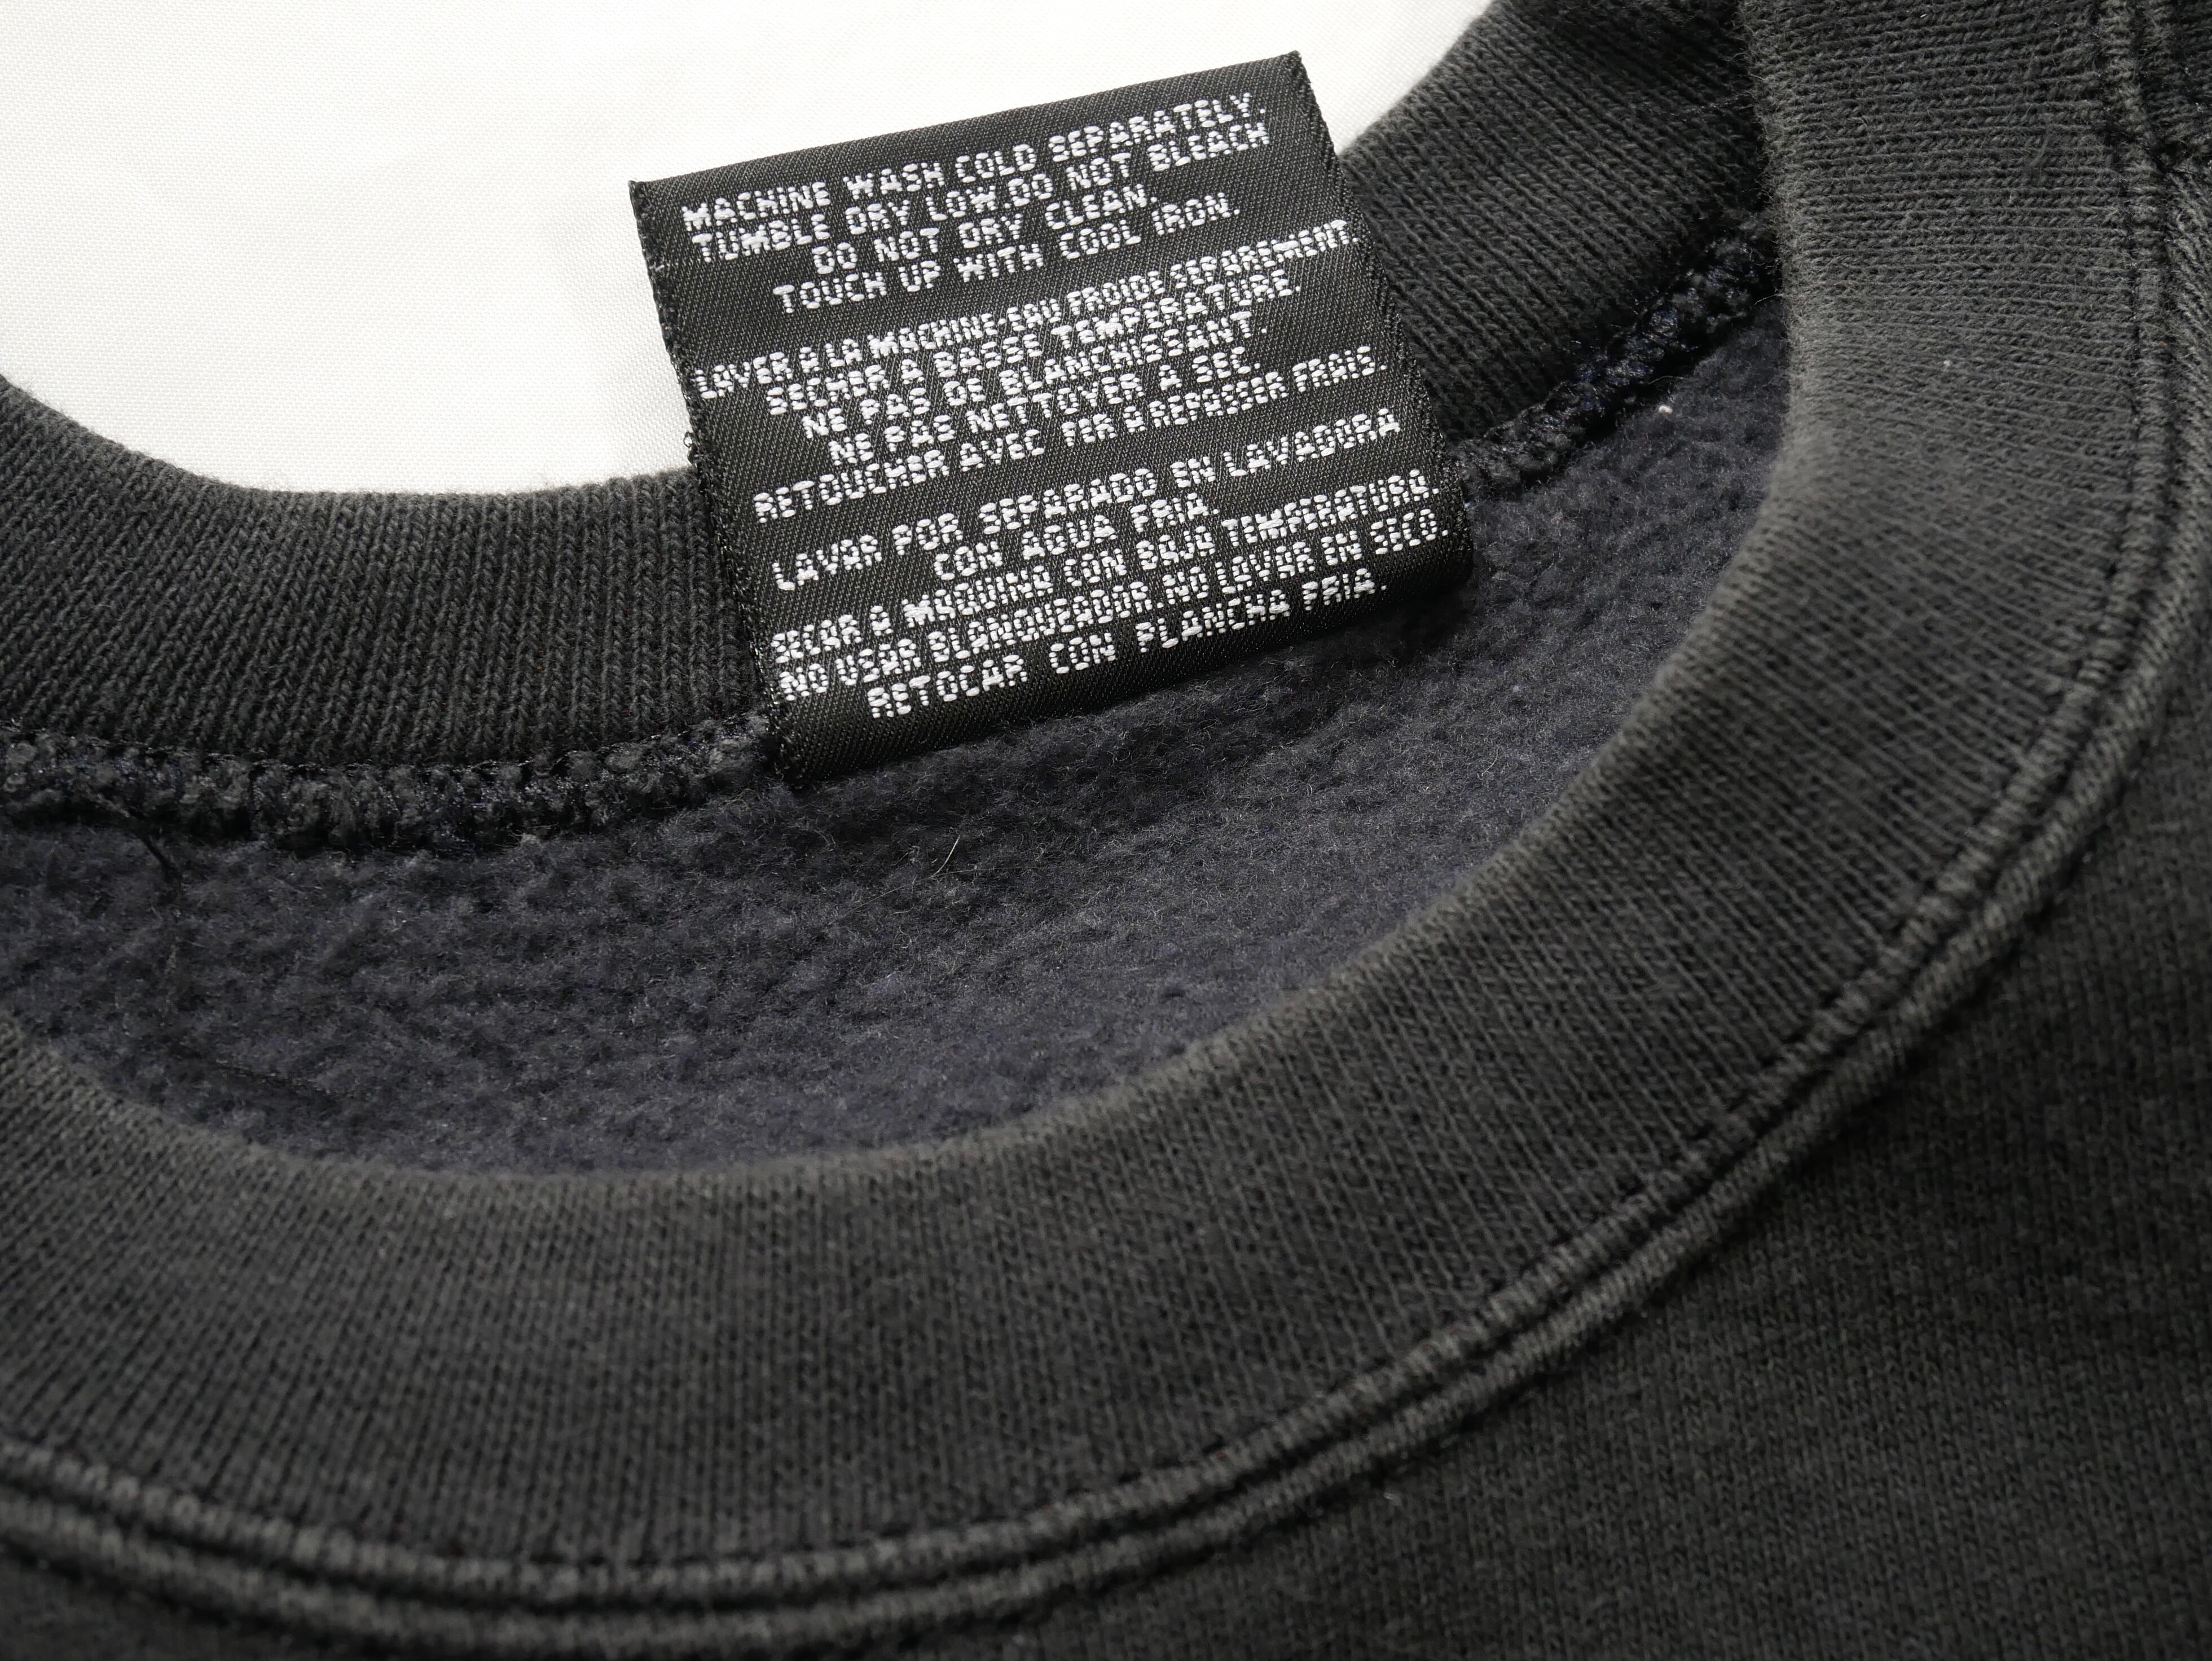 MACHINE WASH COLD SEPARATELY.
TUMBLE DRY LOW.DO NOT BLEACH
DO NOT DRY CLEAN.
TOUCH UP WITH COOL IRON.
LOVER A LA MACHINE-EAU FROIDE SEPAREMENT.
SECHER A BASSE TEMPERATURE.
NE PAS DE BLANCHISSANT.
NE PAS NETTOYER A SEC
RETOUCHER AVEC FER A REPASSER FRAIS.
LAVAR POR SEPARADO EN LAVADORA
CON AGUA FRIA
SECAR A MAQUINA CON BAJO TEMPERATURA.
NO USAR BLANQUEADOR.NO LAVAR EN SECO
RETOCAR CON PLANCHA FRIA